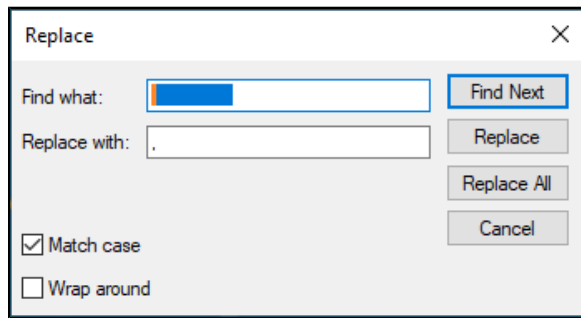 Replace
Find what:
Find Next
Replace with:
,
Replace
Replace All
Cancel
Match case
Wrap around